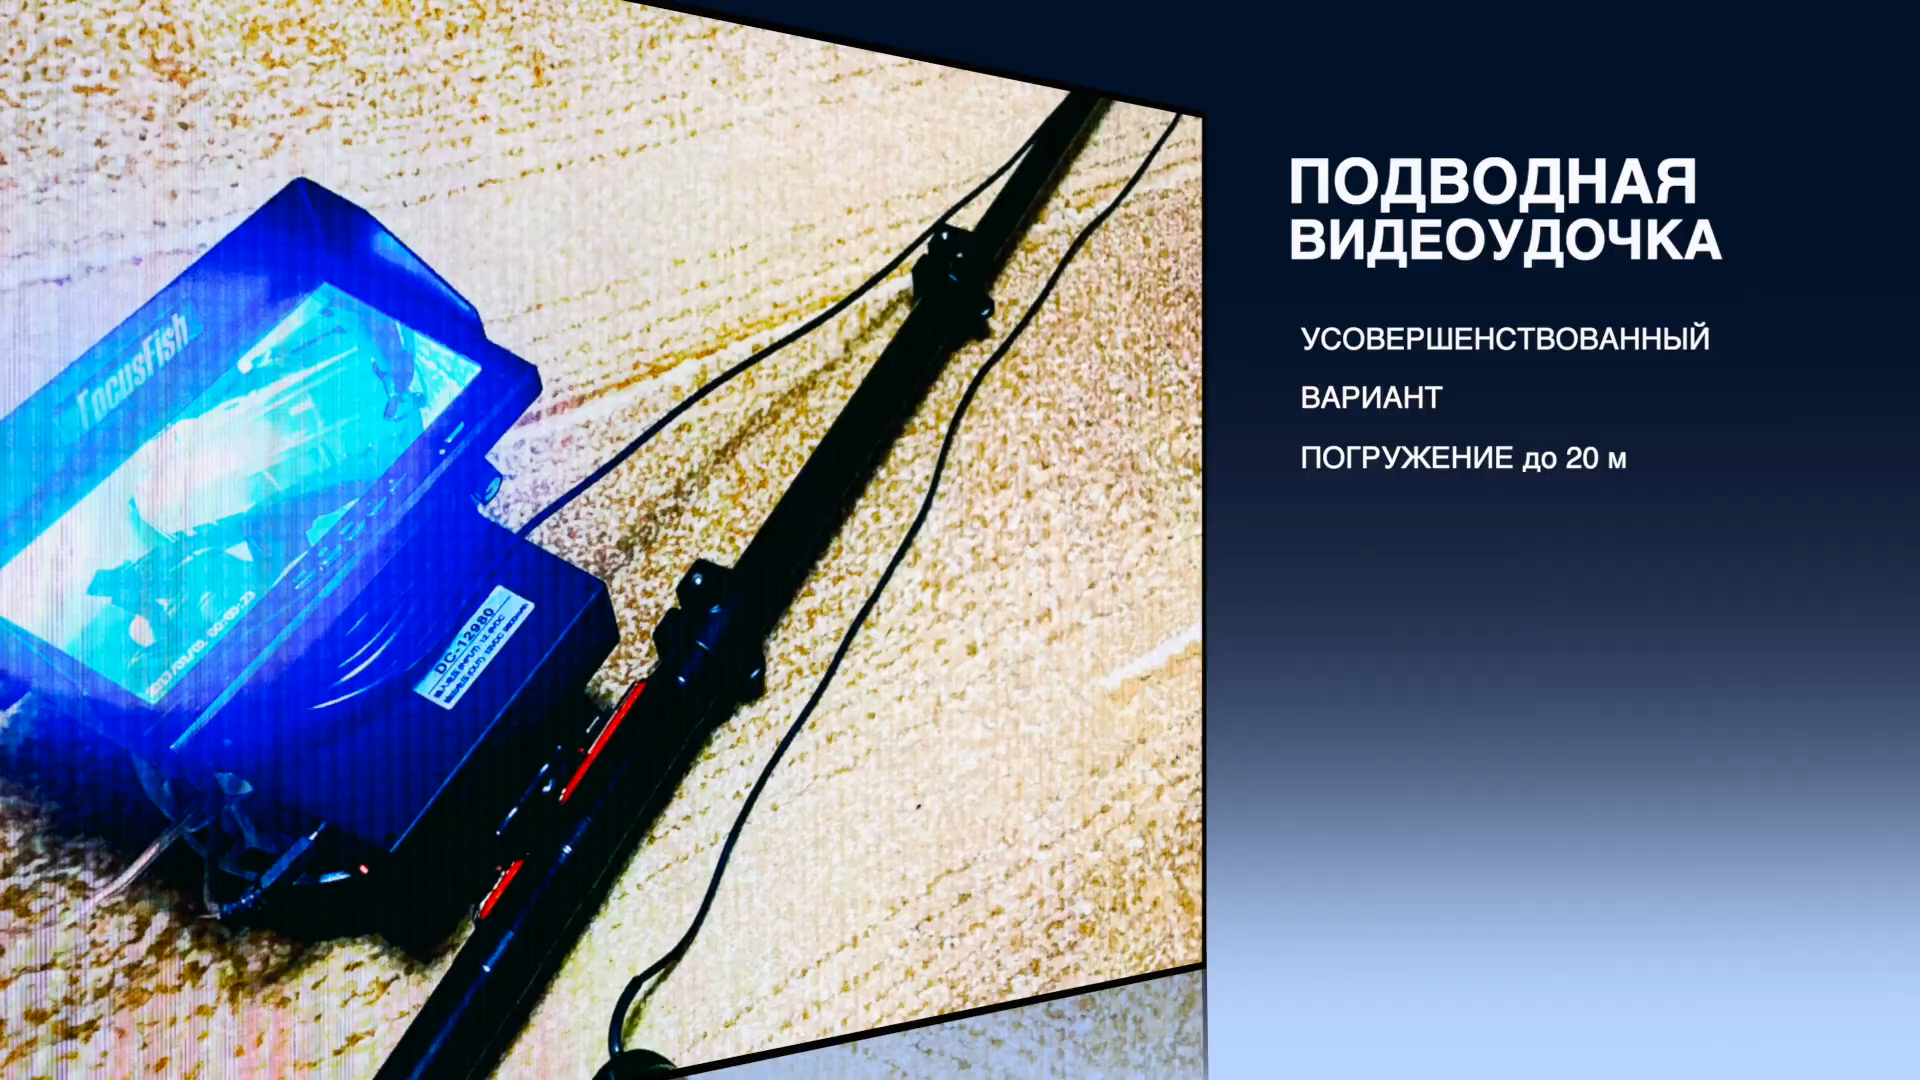 ПОДВОДНАЯ
ВИДЕОУДОЧКА
УСОВЕРШЕНСТВОВАННЫЙ
ВАРИАНТ
ПОГРУЖЕНИЕ до 20 м
FocusFish
DC-12980